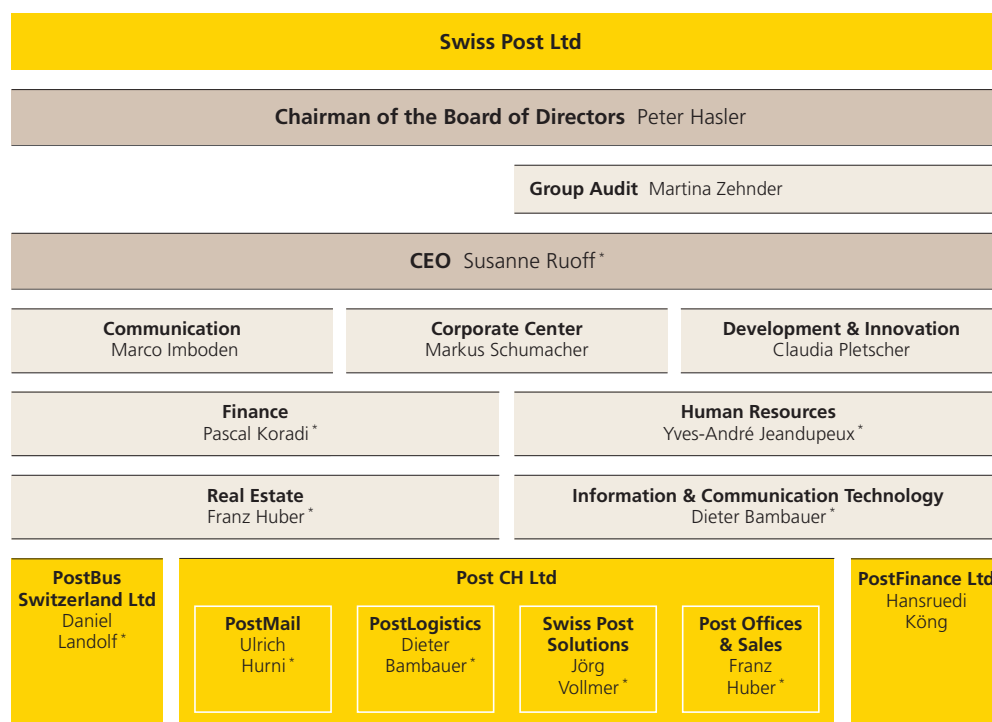 Swiss Post Ltd
Chairman of the Board of Directors Peter Hasler
Group Audit Martina Zehnder
CEO Susanne Ruoff *
Communication
Marco Imboden
Corporate Center
Markus Schumacher
Development & Innovation
Claudia Pletscher
Finance
Pascal Koradi *
Human Resources
Yves-André Jeandupeux *
Real Estate
Franz Huber *
Information & Communication Technology
Dieter Bambauer *
PostBus
Switzerland Ltd
Daniel
Landolf *
Post CH Ltd
PostMail
Ulrich
Hurni *
PostLogistics
Dieter
Bambauer *
Swiss Post
Solutions
Jörg
Vollmer *
Post Offices
& Sales
Franz
Huber *
PostFinance Ltd
Hansruedi
Köng